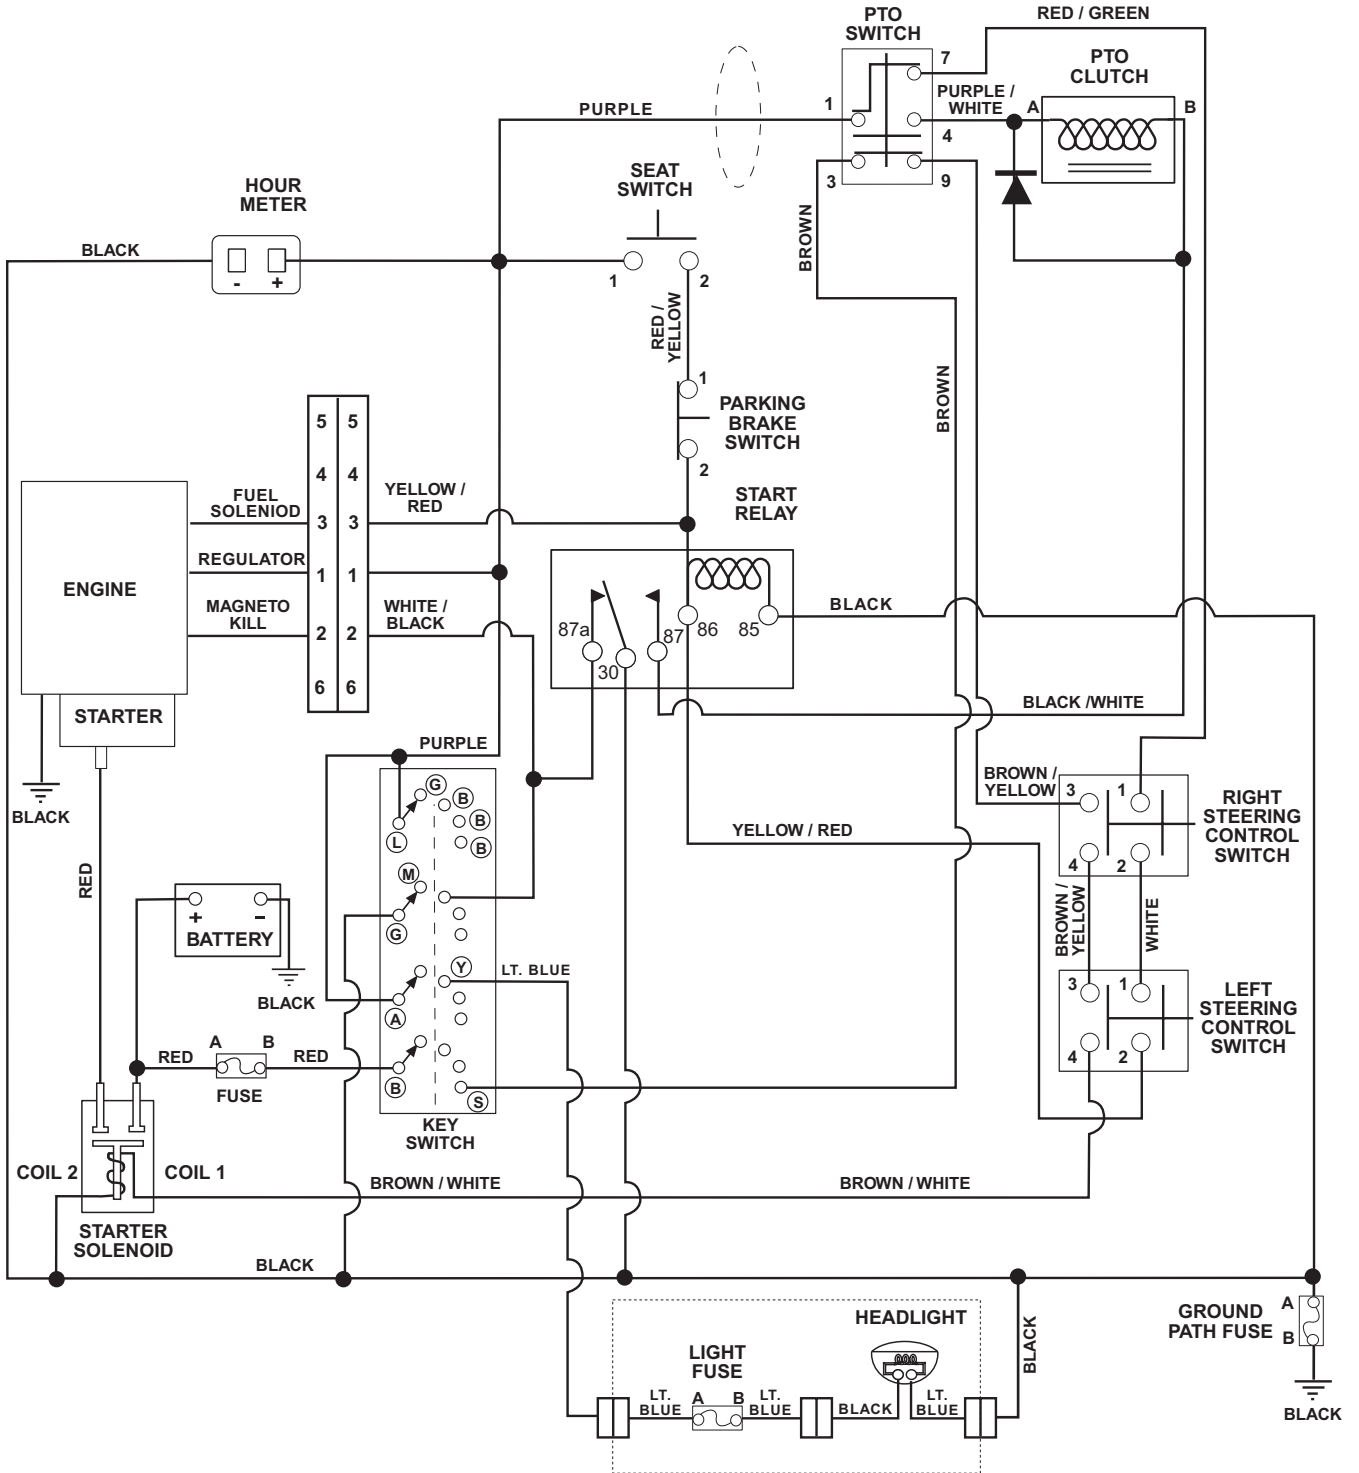 PTO
SWITCH
RED / GREEN
7
PTO
CLUTCH
PURPLE /
WHITE
A
B
1
PURPLE
4
3
9
SEAT
SWITCH
HOUR
METER
BLACK
- +
1
2
BROWN
RED /
YELLOW
1
PARKING
BRAKE
SWITCH
2
BROWN
5 5
4 4
3 3
1 1
2 2
6 6
YELLOW /
RED
START
RELAY
FUEL
SOLENIOD
REGULATOR
ENGINE
MAGNETO
KILL
WHITE /
BLACK
87a
30
87
86
85
BLACK
BLACK /WHITE
STARTER
PURPLE
BLACK
G
B
B
B
L
M
G
Y
A
B
S
KEY
SWITCH
LT. BLUE
YELLOW / RED
BROWN /
YELLOW
3 1
4 2
RIGHT
STEERING
CONTROL
SWITCH
RED
BROWN /
YELLOW
WHITE
+ -
BATTERY
BLACK
3 1
4 2
LEFT
STEERING
CONTROL
SWITCH
RED
A B
RED
FUSE
COIL 2
COIL 1
STARTER
SOLENOID
BROWN / WHITE
BROWN / WHITE
BLACK
HEADLIGHT
LIGHT
FUSE
LT.
BLUE
A B
LT.
BLUE
BLACK
LT.
BLUE
BLACK
GROUND
PATH FUSE
A
B
BLACK